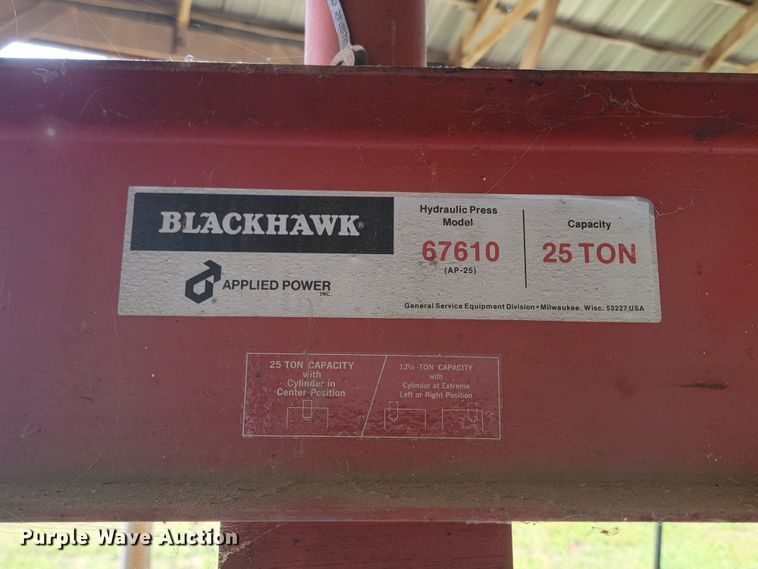 BLACKHAWK®
APPLIED POWER
INC.
®
Hydraulic Press
Model
67610
(AP-25)
Capacity
25 TON
General Service Equipment Division • Milwaukee, Wisc. 53227 USA
25 TON CAPACITY
with
Cylinder in
Center Position
12½ -TON CAPACITY
with
Cylinder at Extreme
Left or Right Position
Purple Wave Auction